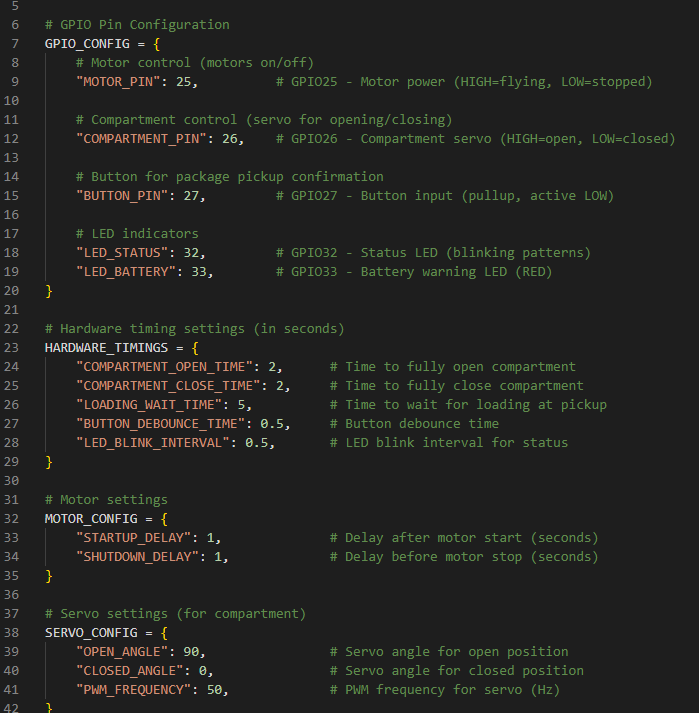 5
6 # GPIO Pin Configuration
7 GPIO_CONFIG = {
8 # Motor control (motors on/off)
9 "MOTOR_PIN": 25, # GPIO25 - Motor power (HIGH=flying, LOW=stopped)
10
11 # Compartment control (servo for opening/closing)
12 "COMPARTMENT_PIN": 26, # GPIO26 - Compartment servo (HIGH=open, LOW=closed)
13
14 # Button for package pickup confirmation
15 "BUTTON_PIN": 27, # GPIO27 - Button input (pullup, active LOW)
16
17 # LED indicators
18 "LED_STATUS": 32, # GPIO32 - Status LED (blinking patterns)
19 "LED_BATTERY": 33, # GPIO33 - Battery warning LED (RED)
20 }
21
22 # Hardware timing settings (in seconds)
23 HARDWARE_TIMINGS = {
24 "COMPARTMENT_OPEN_TIME": 2, # Time to fully open compartment
25 "COMPARTMENT_CLOSE_TIME": 2, # Time to fully close compartment
26 "LOADING_WAIT_TIME": 5, # Time to wait for loading at pickup
27 "BUTTON_DEBOUNCE_TIME": 0.5, # Button debounce time
28 "LED_BLINK_INTERVAL": 0.5, # LED blink interval for status
29 }
30
31 # Motor settings
32 MOTOR_CONFIG = {
33 "STARTUP_DELAY": 1, # Delay after motor start (seconds)
34 "SHUTDOWN_DELAY": 1, # Delay before motor stop (seconds)
35 }
36
37 # Servo settings (for compartment)
38 SERVO_CONFIG = {
39 "OPEN_ANGLE": 90, # Servo angle for open position
40 "CLOSED_ANGLE": 0, # Servo angle for closed position
41 "PWM_FREQUENCY": 50, # PWM frequency for servo (Hz)
42 }